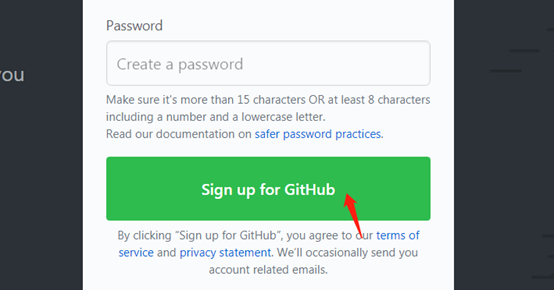 Password
you
Create a password
Make sure it's more than 15 characters OR at least 8 characters
including a number and a lowercase letter.
Read our documentation on safer password practices.
Sign up for GitHub
By clicking “Sign up for GitHub”, you agree to our terms of
service and privacy statement. We’ll occasionally send you
account related emails.